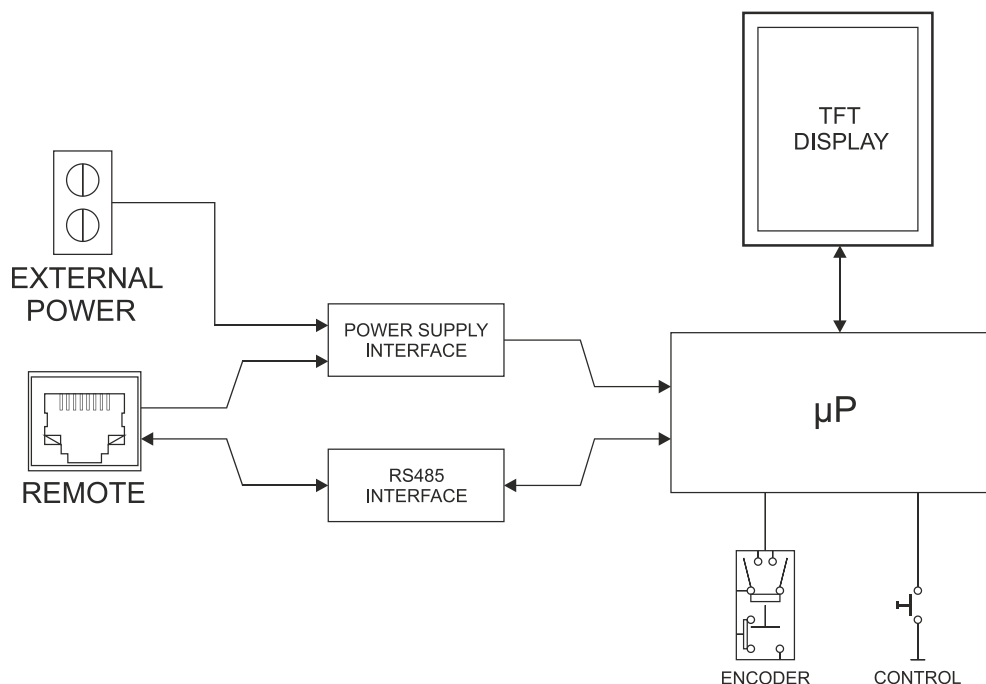 TFT
DISPLAY
EXTERNAL
POWER
POWER SUPPLY
INTERFACE
µP
REMOTE
RS485
INTERFACE
ENCODER
CONTROL